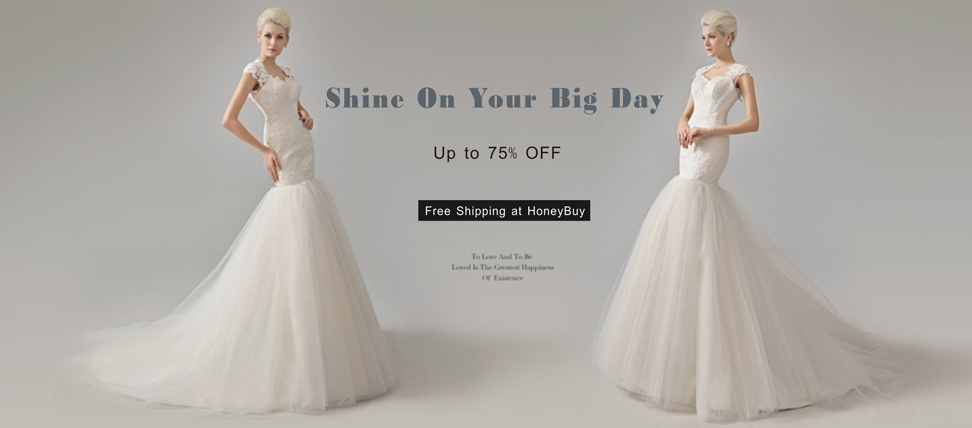 Shine On Your Big Day
Up to 75% OFF
Free Shipping at HoneyBuy
To Love And To Be
Loved Is The Greatest Happiness
Of Existence